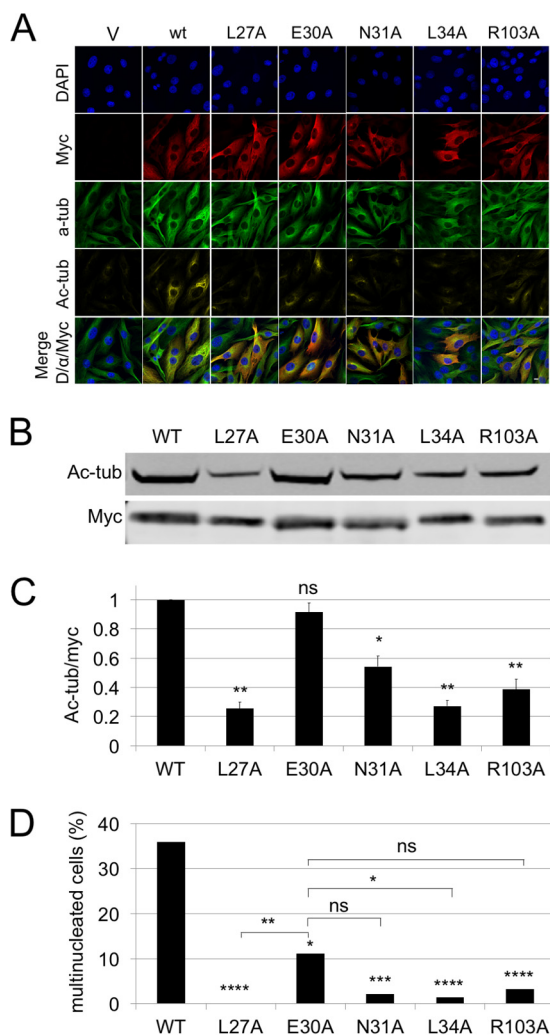 A
V wt L27A E30A N31A L34A R103A
DAPI
Myc
a-tub
Ac-tub
Merge
D/α/Myc
B
WT L27A E30A N31A L34A R103A
Ac-tub
Myc
C
Ac-tub/myc
ns
1
*
0.8
**
0.6
**
0.4
**
0.2
0
WT L27A E30A N31A L34A R103A
D
multinucleated cells (%)
40
ns
30
*
ns
20
**
*
10
**** *** **** ****
0
WT L27A E30A N31A L34A R103A